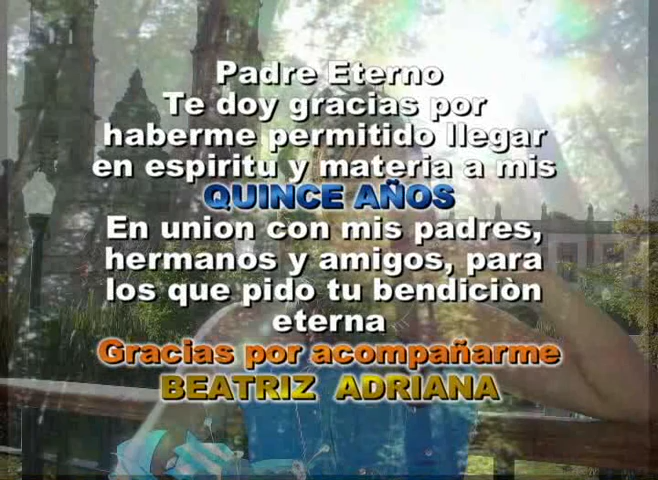 Padre Eterno
Te doy gracias por
haberme permitido llegar
en espiritu y materia a mis
QUINCE AÑOS
En union con mis padres,
hermanos y amigos, para
los que pido tu bendiciòn
eterna
Gracias por acompañarme
BEATRIZ ADRIANA